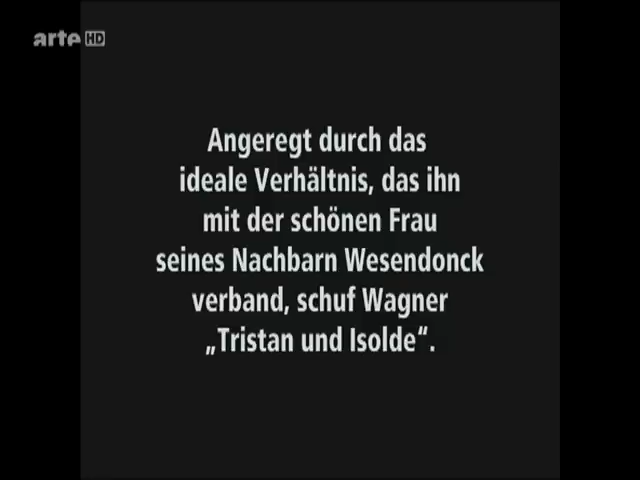 arte HD
Angeregt durch das
ideale Verhältnis, das ihn
mit der schönen Frau
seines Nachbarn Wesendonck
verband, schuf Wagner
„Tristan und Isolde“.